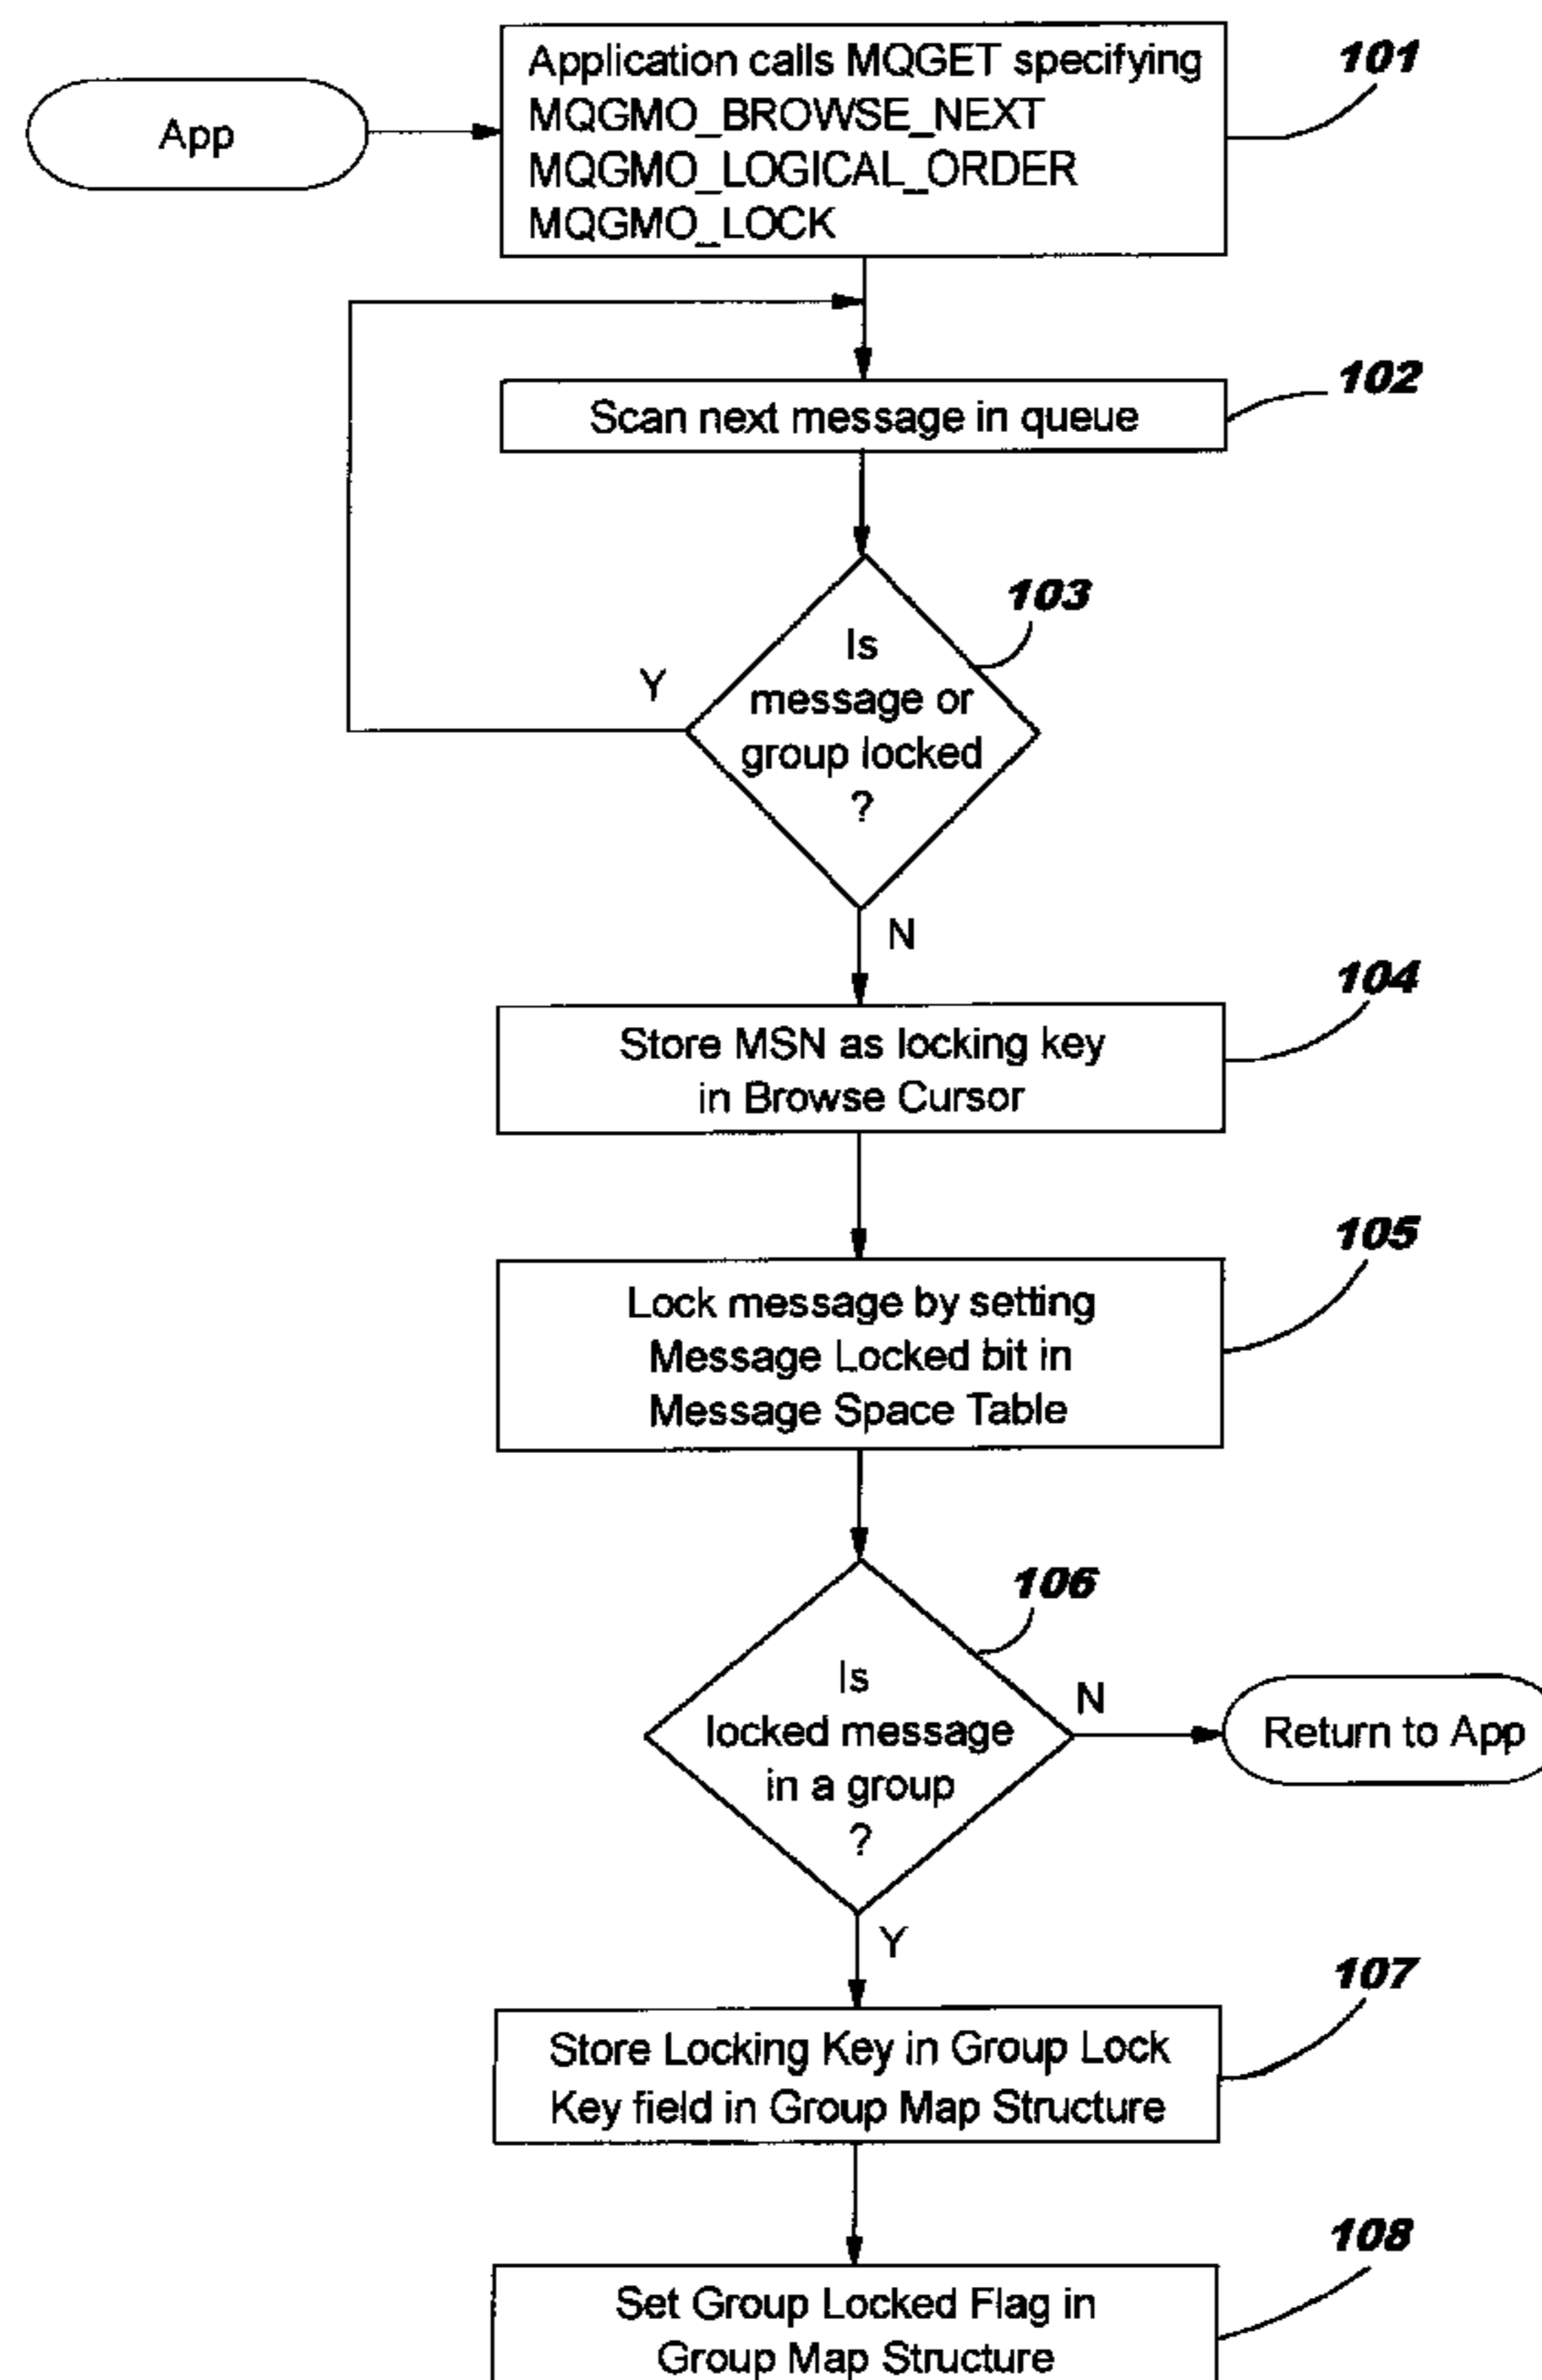 Application calls MQGET specifying
MQGMO_BROWSE_NEXT
MQGMO_LOGICAL_ORDER
MQGMO_LOCK
101
App
Scan next message in queue
102
103
Is
message or
group locked
?
Y
N
104
Store MSN as locking key
in Browse Cursor
105
Lock message by setting
Message Locked bit in
Message Space Table
106
Is
locked message
in a group
?
N
Return to App
Y
107
Store Locking Key in Group Lock
Key field in Group Map Structure
108
Set Group Locked Flag in
Group Map Structure